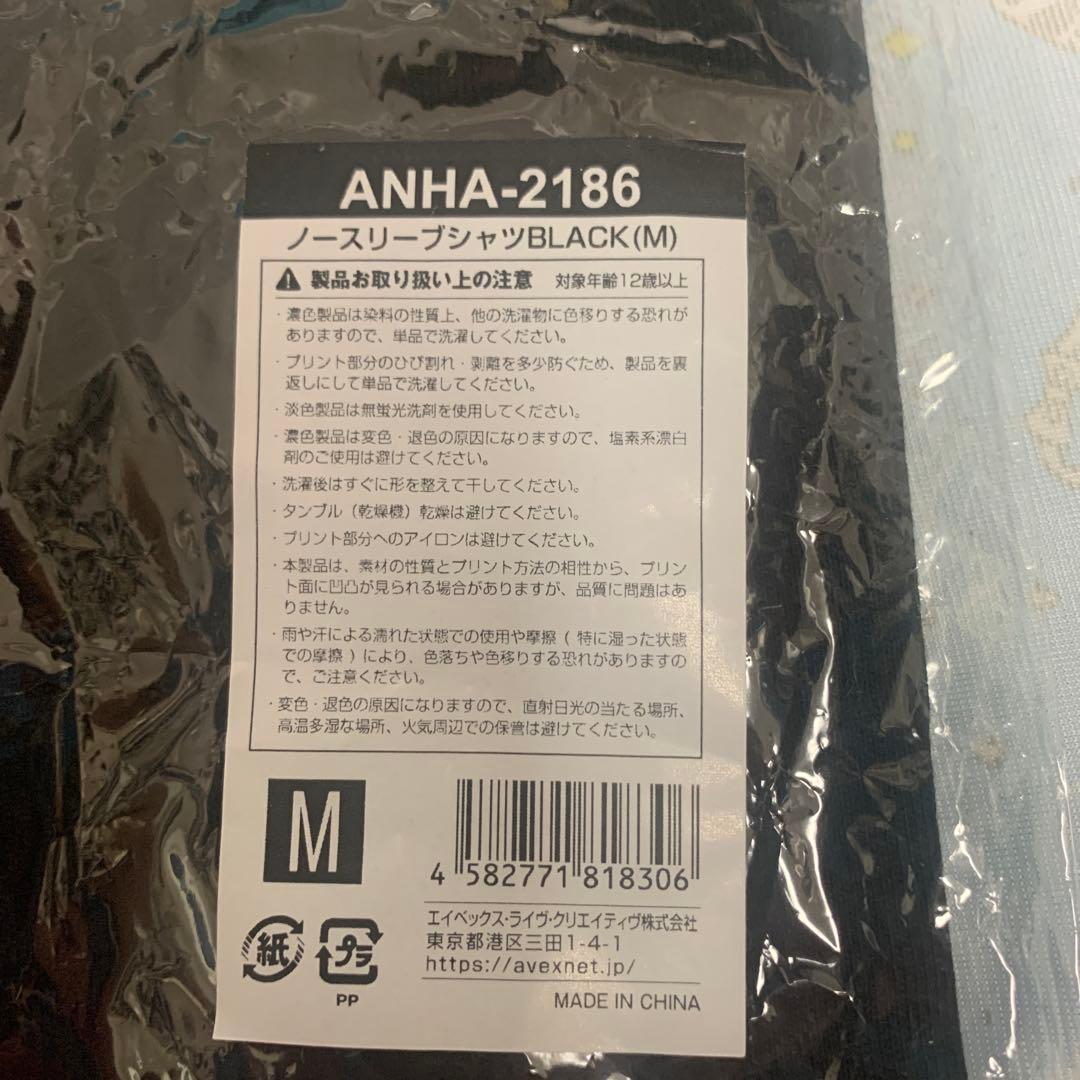 ANHA-2186
ノースリーブシャツBLACK(M)
製品お取り扱い上の注意 対象年齢12歳以上
・濃色製品は染料の性質上、他の洗濯物に色移りする恐れが
ありますので、単品で洗濯してください。
・プリント部分のひび割れ・剥離を多少防ぐため、製品を裏
返しにして単品で洗濯してください。
・淡色製品は無蛍光洗剤を使用してください。
・濃色製品は変色・退色の原因になりますので、塩素系漂白
剤のご使用は避けてください。
・洗濯後はすぐに形を整えて干してください。
・タンブル（乾燥機）乾燥は避けてください。
・プリント部分へのアイロンは避けてください。
・本製品は、素材の性質とプリント方法の相性から、プリン
ト面に凹凸が見られる場合がありますが、品質に問題はあ
りません。
・雨や汗による濡れた状態での使用や摩擦 ( 特に湿った状態
での摩擦 ) により、色落ちや色移りする恐れがありますの
で、ご注意ください。
・変色・退色の原因になりますので、直射日光の当たる場所、
高温多湿な場所、火気周辺での保管は避けてください。
M
4 582771 818306
エイベックス・ライヴ・クリエイティヴ株式会社
東京都港区三田1-4-1
https://avexnet.jp/
紙
プラ
PP
MADE IN CHINA